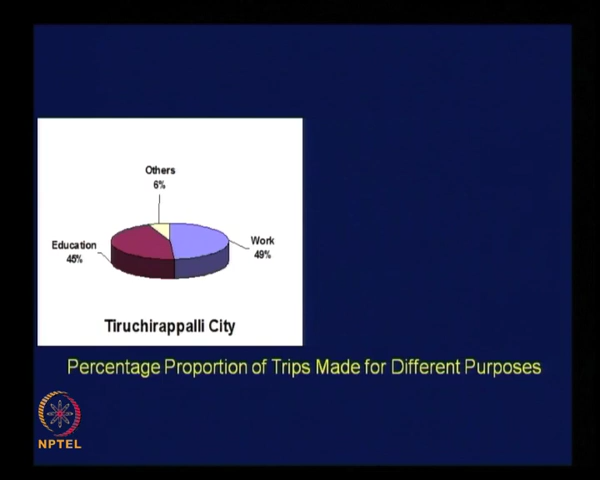 Others
6%
Work
49%
Education
45%
Tiruchirappalli City
Percentage Proportion of Trips Made for Different Purposes
NPTEL